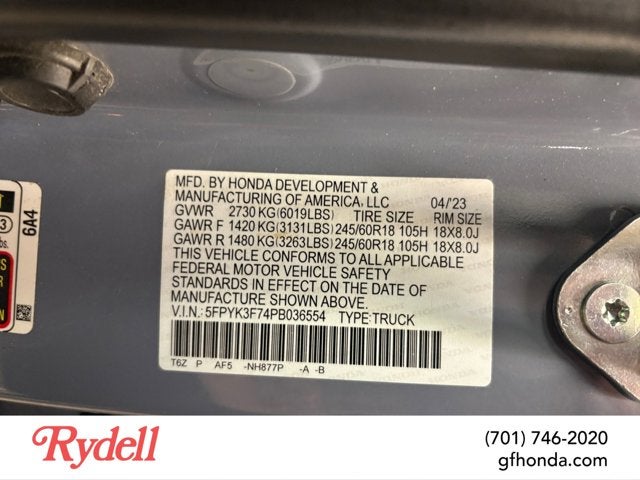 MFD. BY HONDA DEVELOPMENT &
MANUFACTURING OF AMERICA, LLC 04/'23
GVWR 2730 KG(6019LBS) TIRE SIZE RIM SIZE
GAWR F 1420 KG(3131LBS) 245/60R18 105H 18X8.0J
GAWR R 1480 KG(3263LBS) 245/60R18 105H 18X8.0J
THIS VEHICLE CONFORMS TO ALL APPLICABLE
FEDERAL MOTOR VEHICLE SAFETY
STANDARDS IN EFFECT ON THE DATE OF
MANUFACTURE SHOWN ABOVE.
V.I.N.: 5FPYK3F74PB036554 TYPE:TRUCK
T6Z P AF5 -NH877P -A -B
6A4
Rydell
(701) 746-2020
gfhonda.com